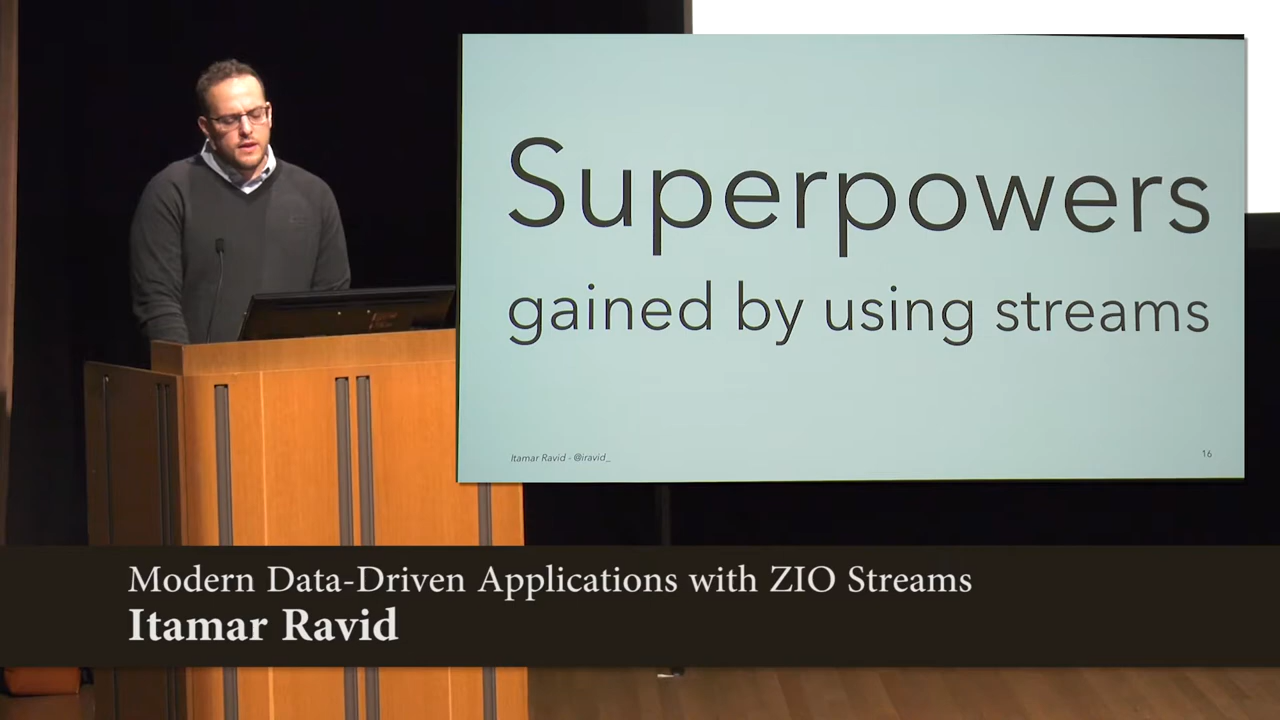 Superpowers
gained by using streams
Itamar Ravid - @iravid_
16
Modern Data-Driven Applications with ZIO Streams
Itamar Ravid